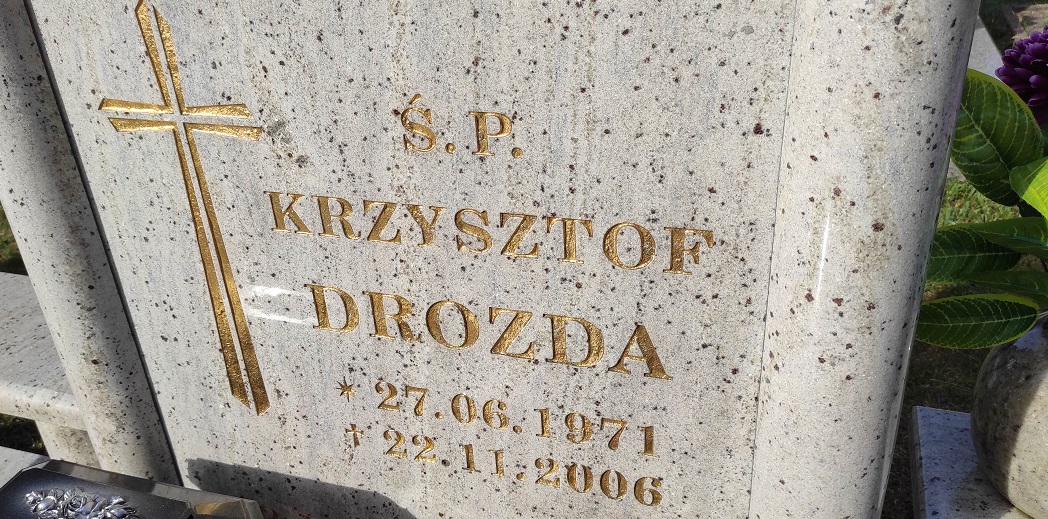 Ś.P.
KRZYSZTOF
DROZDA
* 27.06.1971
† 22.11.2006